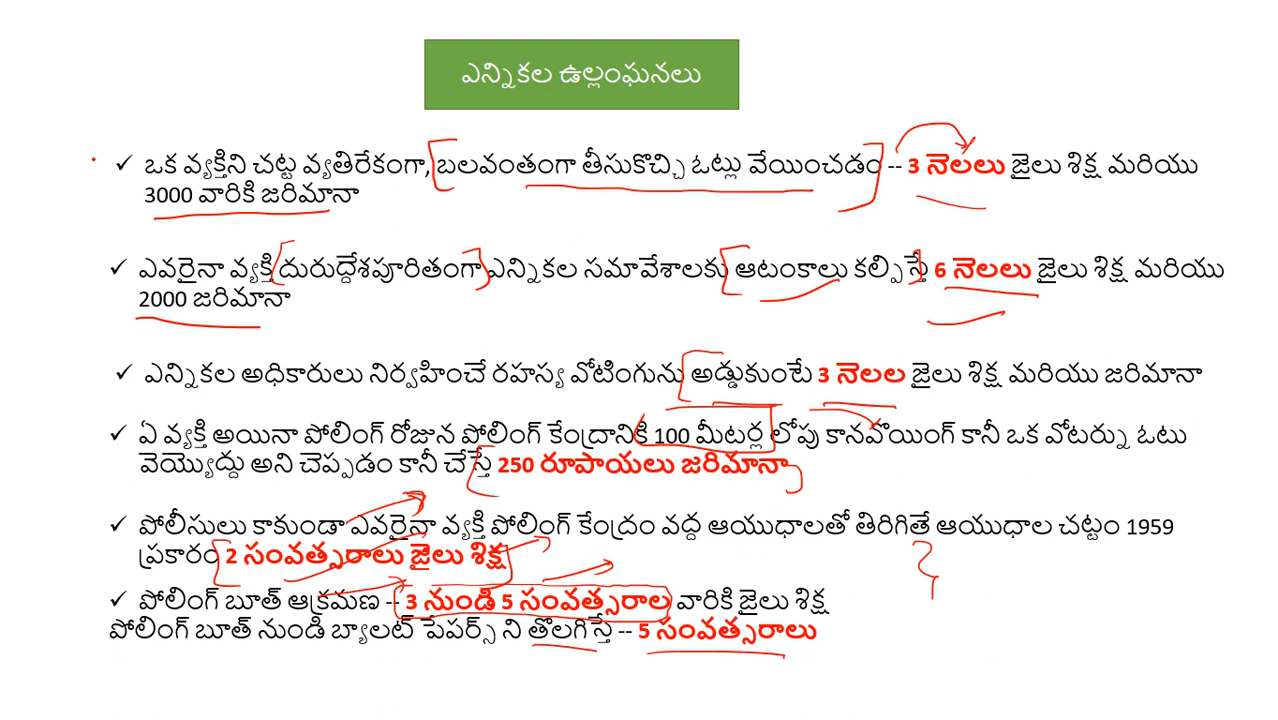 ఎన్నికల ఉల్లంఘనలు
✓ ఒక వ్యక్తిని చట్ట వ్యతిరేకంగా, బలవంతంగా తీసుకొచ్చి ఓట్లు వేయించడం -- 3 నెలలు జైలు శిక్ష మరియు
3000 వారికి జరిమానా
✓ ఎవరైనా వ్యక్తి దురుద్దేశపూరితంగా ఎన్నికల సమావేశాలకు ఆటంకాలు కల్పిస్తే 6 నెలలు జైలు శిక్ష మరియు
2000 జరిమానా
✓ ఎన్నికల అధికారులు నిర్వహించే రహస్య వోటింగును అడ్డుకుంటే 3 నెలల జైలు శిక్ష మరియు జరిమానా
✓ ఏ వ్యక్తి అయినా పోలింగ్ రోజున పోలింగ్ కేంద్రానికి 100 మీటర్ల లోపు కానవొయింగ్ కానీ ఒక వోటర్ను ఓటు
వెయ్యొద్దు అని చెప్పడం కానీ చేస్తే 250 రూపాయలు జరిమానా
✓ పోలీసులు కాకుండా ఎవరైనా వ్యక్తి పోలింగ్ కేంద్రం వద్ద ఆయుధాలతో తిరిగితే ఆయుధాల చట్టం 1959
ప్రకారం 2 సంవత్సరాలు జైలు శిక్ష
✓ పోలింగ్ బూత్ ఆక్రమణ -- 3 నుండి 5 సంవత్సరాల వారికి జైలు శిక్ష
పోలింగ్ బూత్ నుండి బ్యాలట్ పేపర్స్ ని తొలగిస్తే -- 5 సంవత్సరాలు